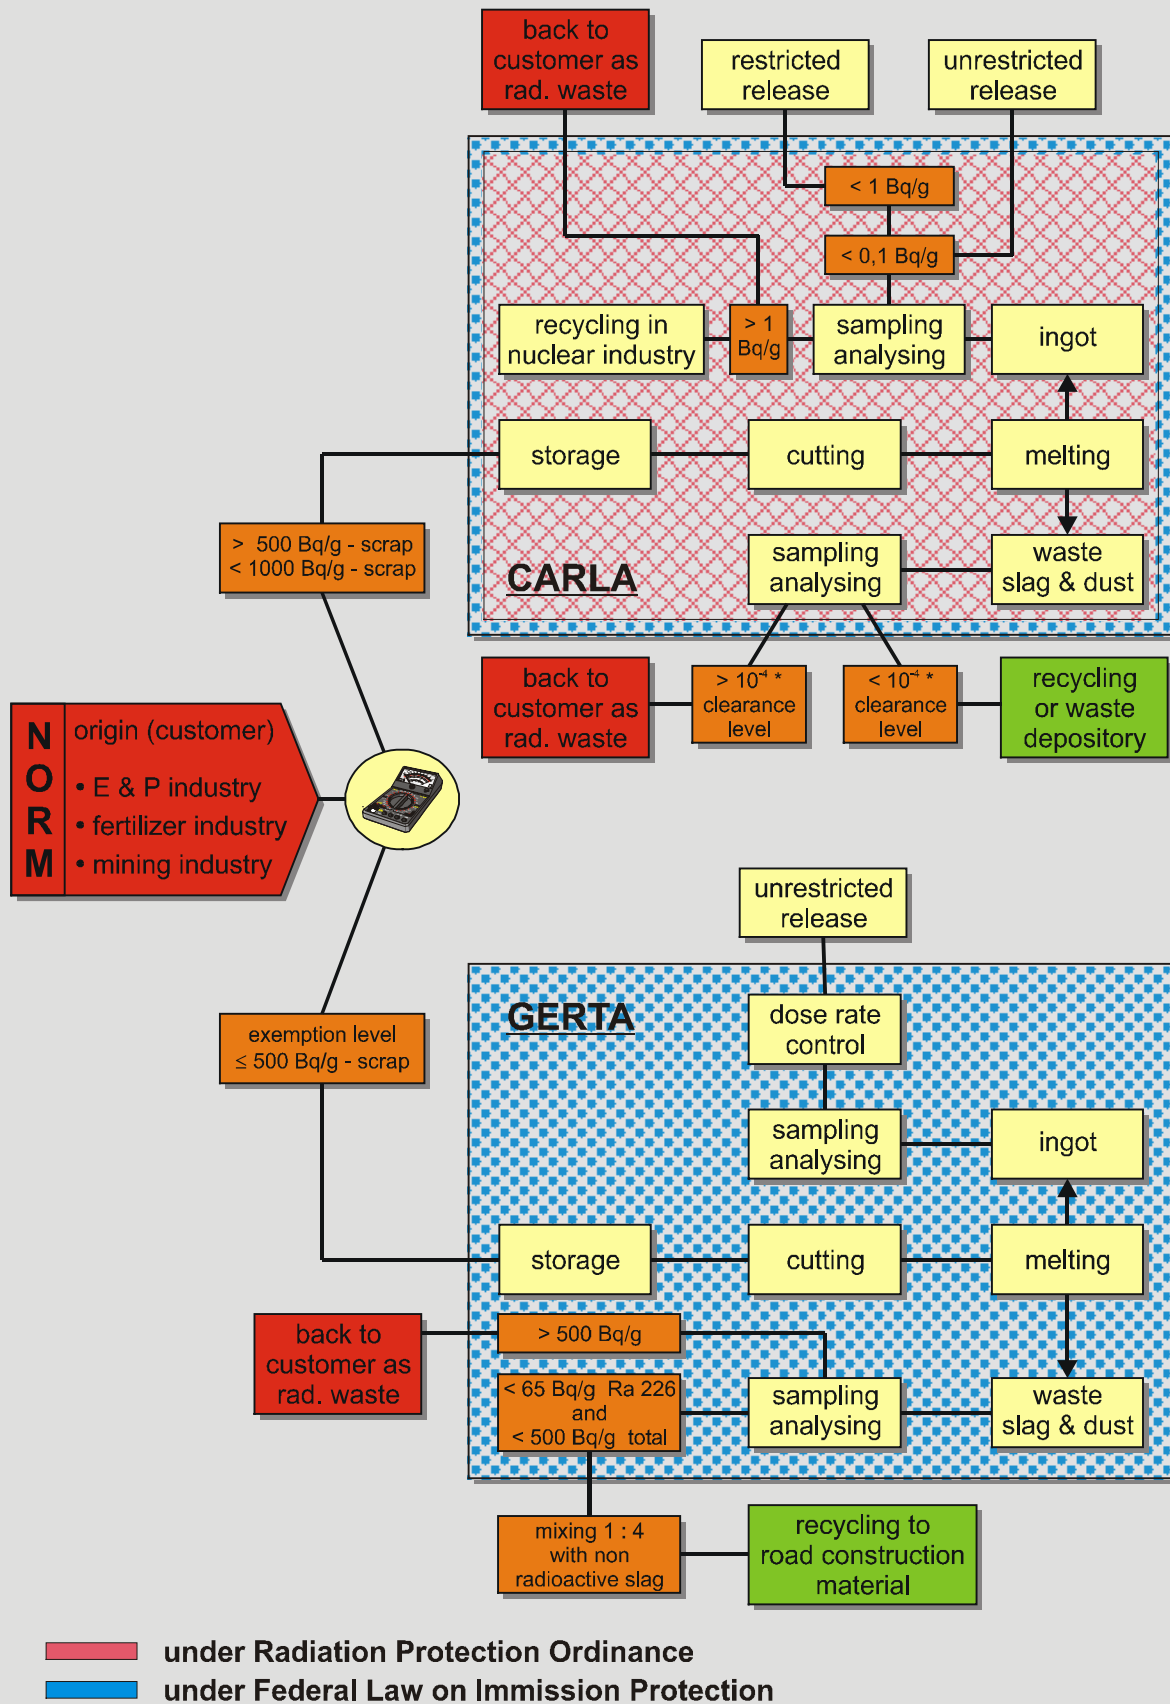 back to
customer as
rad. waste
restricted
release
unrestricted
release
< 1 Bq/g
< 0,1 Bq/g
recycling in
nuclear industry
> 1
Bq/g
sampling
analysing
ingot
storage
cutting
melting
> 500 Bq/g - scrap
< 1000 Bq/g - scrap
CARLA
sampling
analysing
waste
slag & dust
back to
customer as
rad. waste
> 10⁻⁴ *
clearance
level
< 10⁻⁴ *
clearance
level
recycling
or waste
depository
NORM
origin (customer)
• E & P industry
• fertilizer industry
• mining industry
unrestricted
release
GERTA
dose rate
control
exemption level
≤ 500 Bq/g - scrap
sampling
analysing
ingot
storage
cutting
melting
back to
customer as
rad. waste
> 500 Bq/g
< 65 Bq/g Ra 226
and
< 500 Bq/g total
sampling
analysing
waste
slag & dust
mixing 1 : 4
with non
radioactive slag
recycling to
road construction
material
under Radiation Protection Ordinance
under Federal Law on Immission Protection